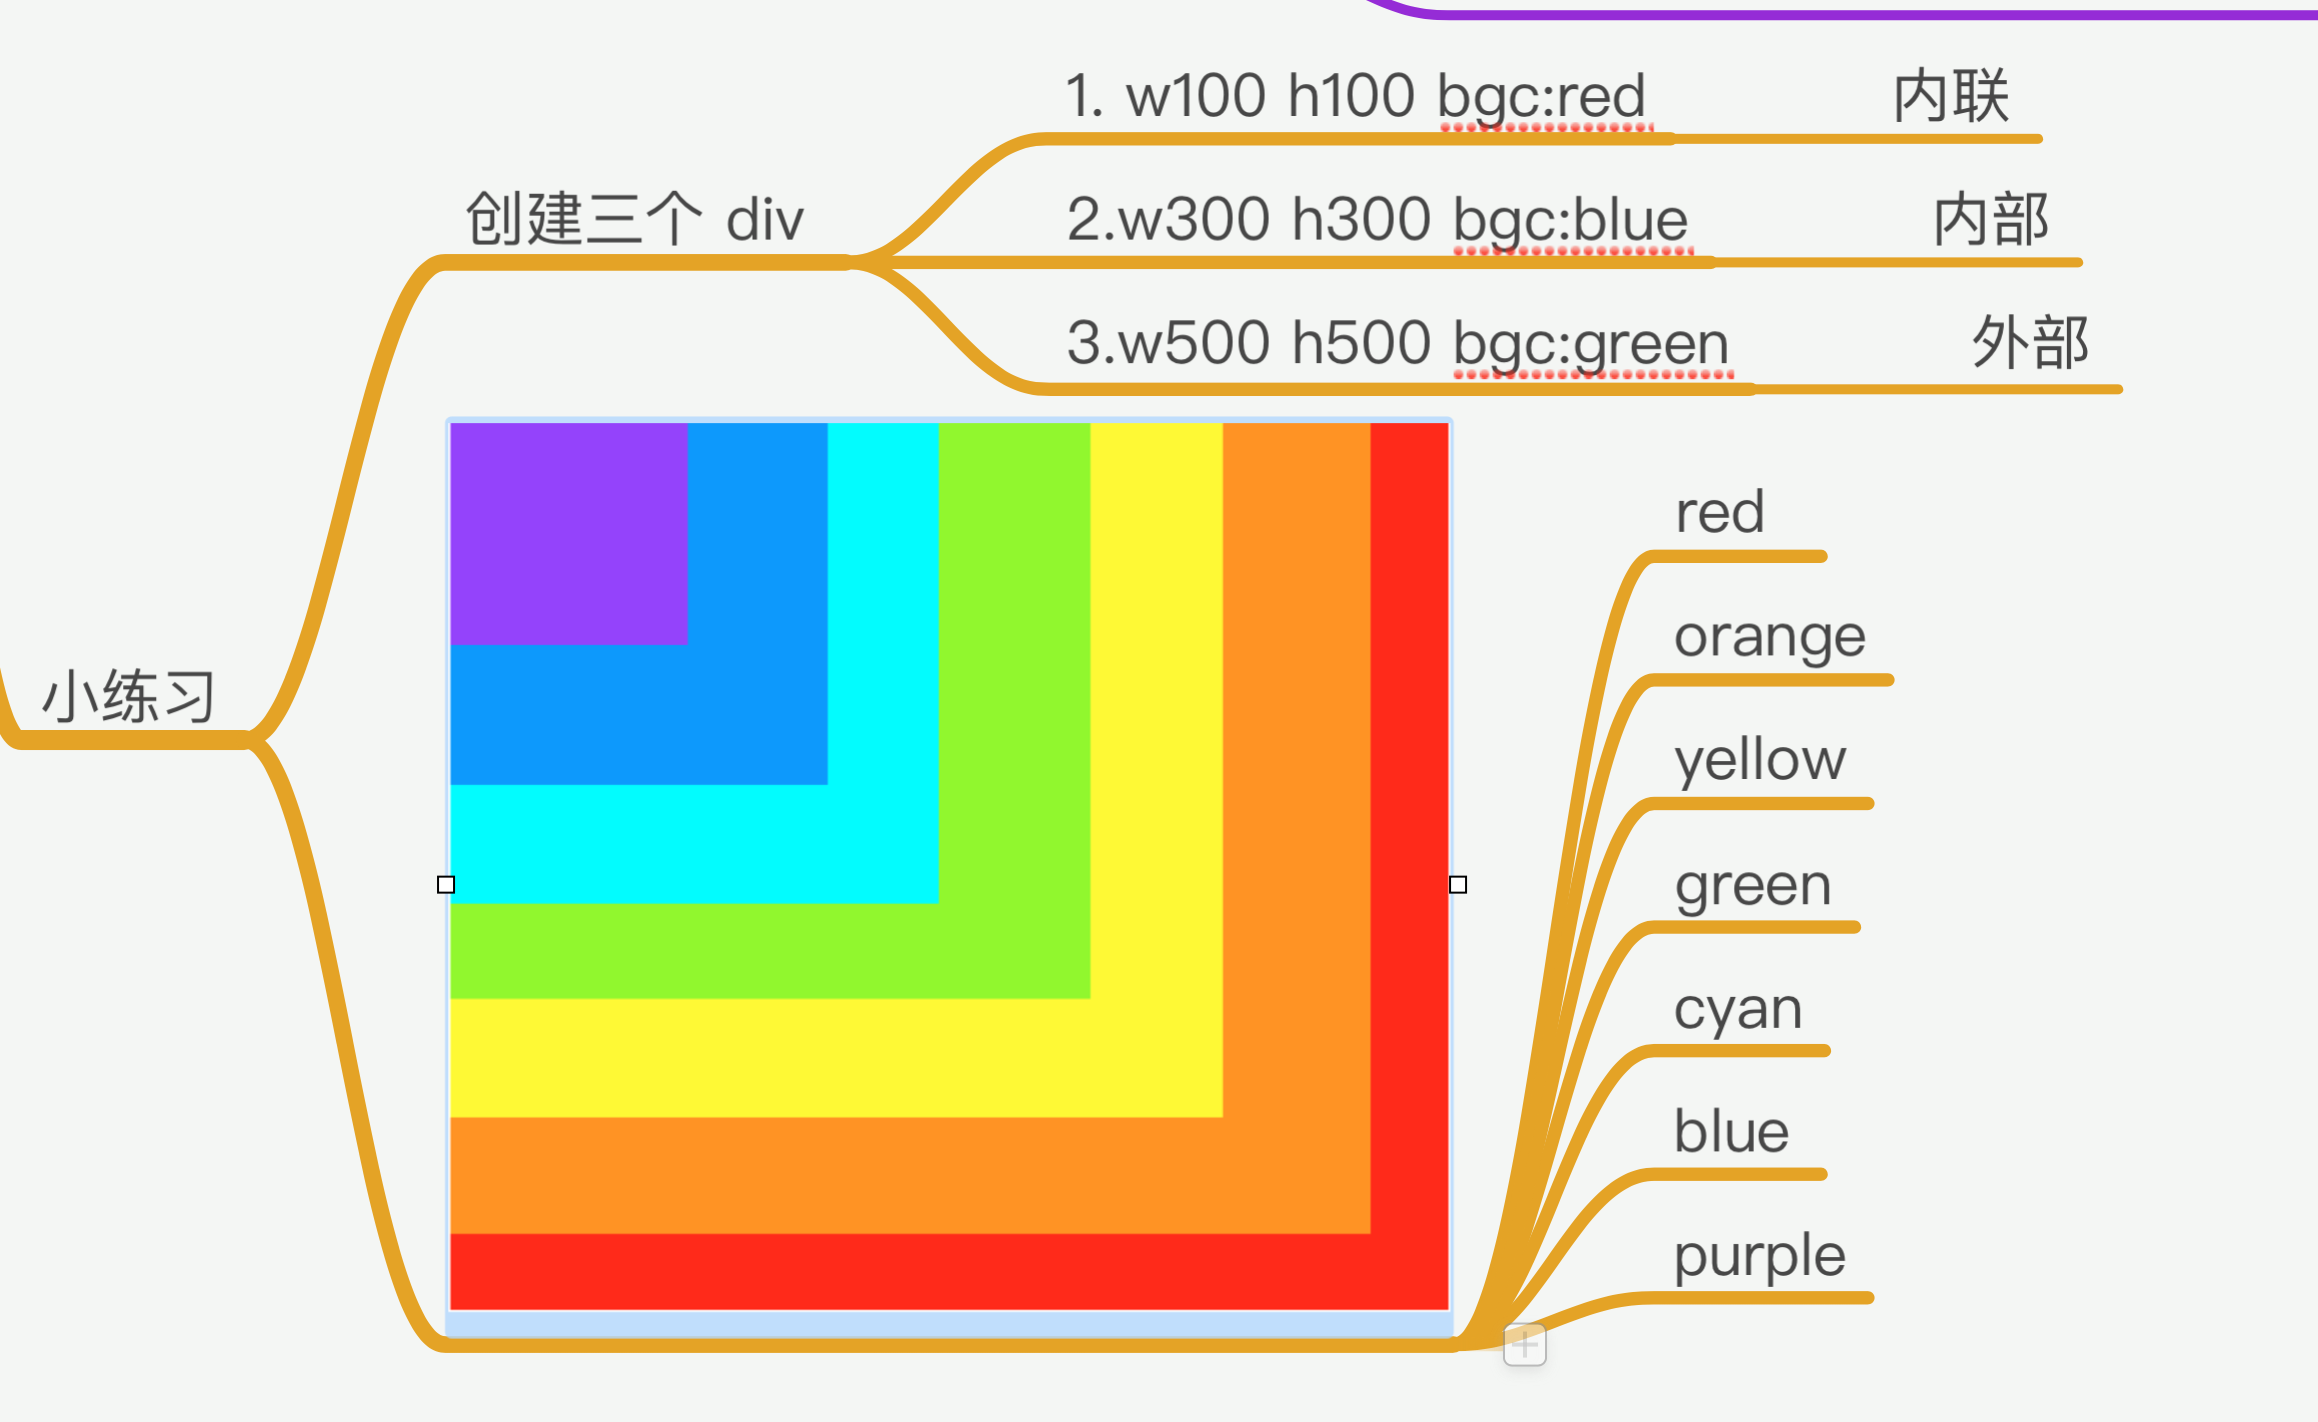 小练习
创建三个 div
1. w100 h100 bgc:red 内联
2.w300 h300 bgc:blue 内部
3.w500 h500 bgc:green 外部
red
orange
yellow
green
cyan
blue
purple